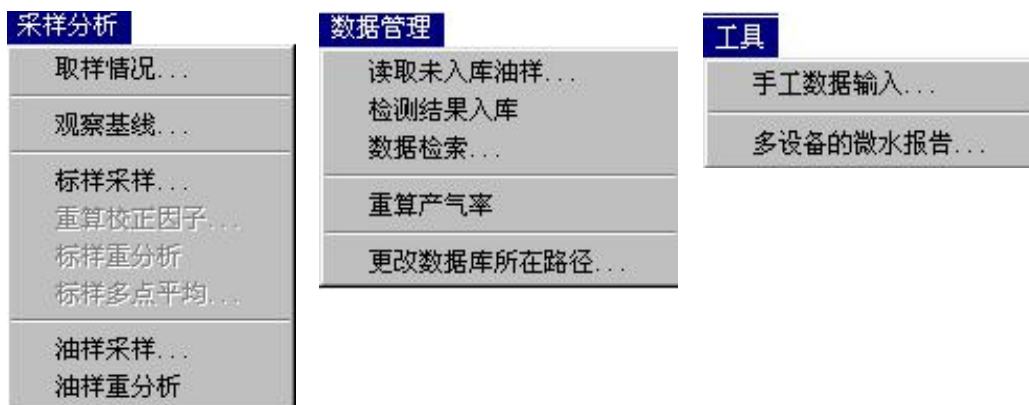 采样分析
取样情况...
观察基线...
标样采样...
重算校正因子...
标样重分析
标样多点平均...
油样采样...
油样重分析
数据管理
读取未入库油样...
检测结果入库
数据检索...
重算产气率
更改数据库所在路径...
工具
手工数据输入...
多设备的微水报告...